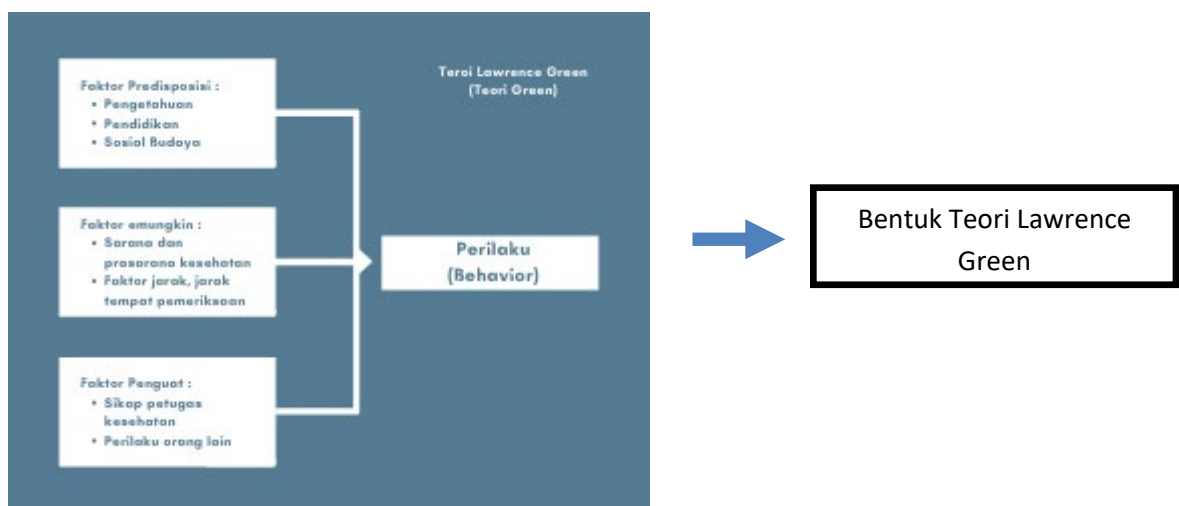 Teroi Lawrence Green
(Teori Green)
Faktor Predisposisi :
• Pengetahuan
• Pendidikan
• Sosial Budaya
Faktor emungkin :
• Sarana dan
prasarana kesehatan
• Faktor jarak, jarak
tempat pemeriksaan
Faktor Penguat :
• Sikap petugas
kesehatan
• Perilaku orang lain
Perilaku
(Behavior)
Bentuk Teori Lawrence
Green